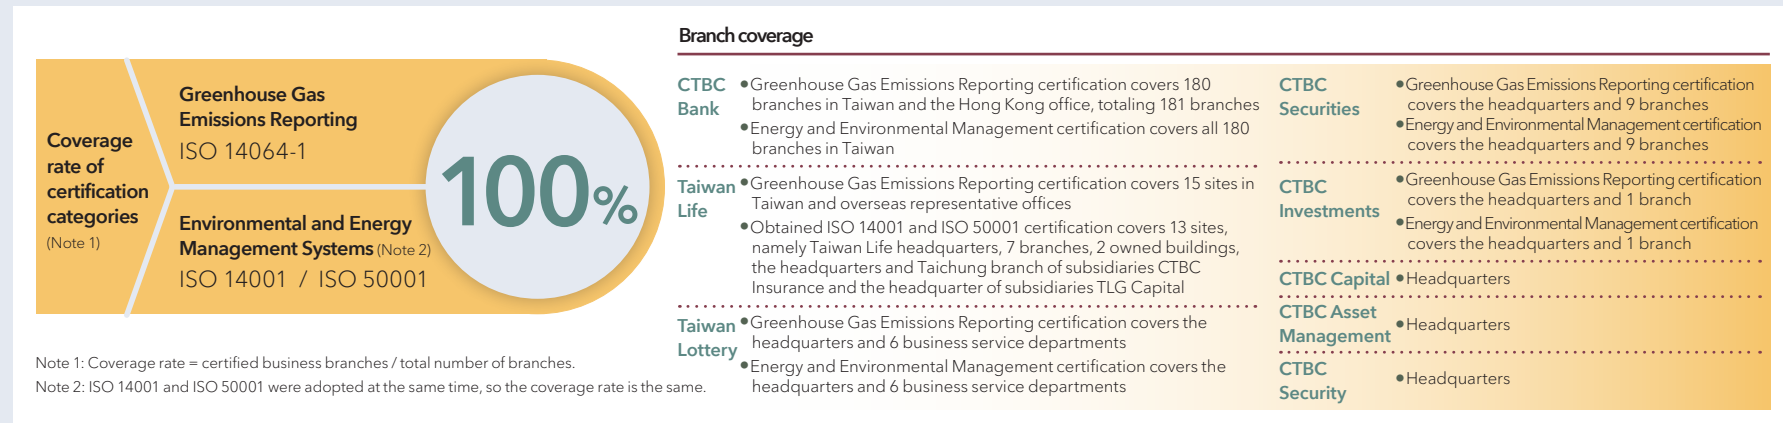 Coverage
rate of
certification
categories
(Note 1)
Greenhouse Gas
Emissions Reporting
ISO 14064-1
Environmental and Energy
Management Systems (Note 2)
ISO 14001 / ISO 50001
100%
Note 1: Coverage rate = certified business branches / total number of branches.
Note 2: ISO 14001 and ISO 50001 were adopted at the same time, so the coverage rate is the same.
Branch coverage
CTBC
Bank
●Greenhouse Gas Emissions Reporting certification covers 180
branches in Taiwan and the Hong Kong office, totaling 181 branches
●Energy and Environmental Management certification covers all 180
branches in Taiwan
Taiwan
Life
●Greenhouse Gas Emissions Reporting certification covers 15 sites in
Taiwan and overseas representative offices
●Obtained ISO 14001 and ISO 50001 certification covers 13 sites,
namely Taiwan Life headquarters, 7 branches, 2 owned buildings,
the headquarters and Taichung branch of subsidiaries CTBC
Insurance and the headquarter of subsidiaries TLG Capital
Taiwan
Lottery
●Greenhouse Gas Emissions Reporting certification covers the
headquarters and 6 business service departments
●Energy and Environmental Management certification covers the
headquarters and 6 business service departments
CTBC
Securities
●Greenhouse Gas Emissions Reporting certification
covers the headquarters and 9 branches
●Energy and Environmental Management certification
covers the headquarters and 9 branches
CTBC
Investments
●Greenhouse Gas Emissions Reporting certification
covers the headquarters and 1 branch
●Energy and Environmental Management certification
covers the headquarters and 1 branch
CTBC Capital ●Headquarters
CTBC Asset
Management
●Headquarters
CTBC
Security
●Headquarters